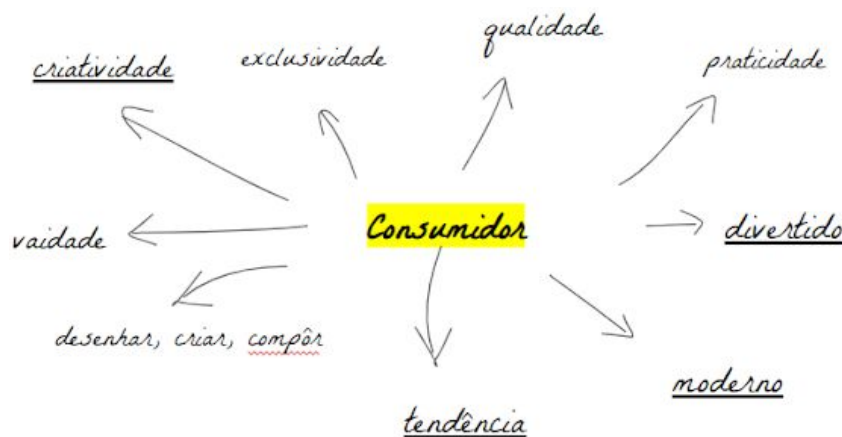 qualidade
criatividade
exclusividade
praticidade
vaidade
Consumidor
divertido
desenhar, criar, compôr
moderno
tendência